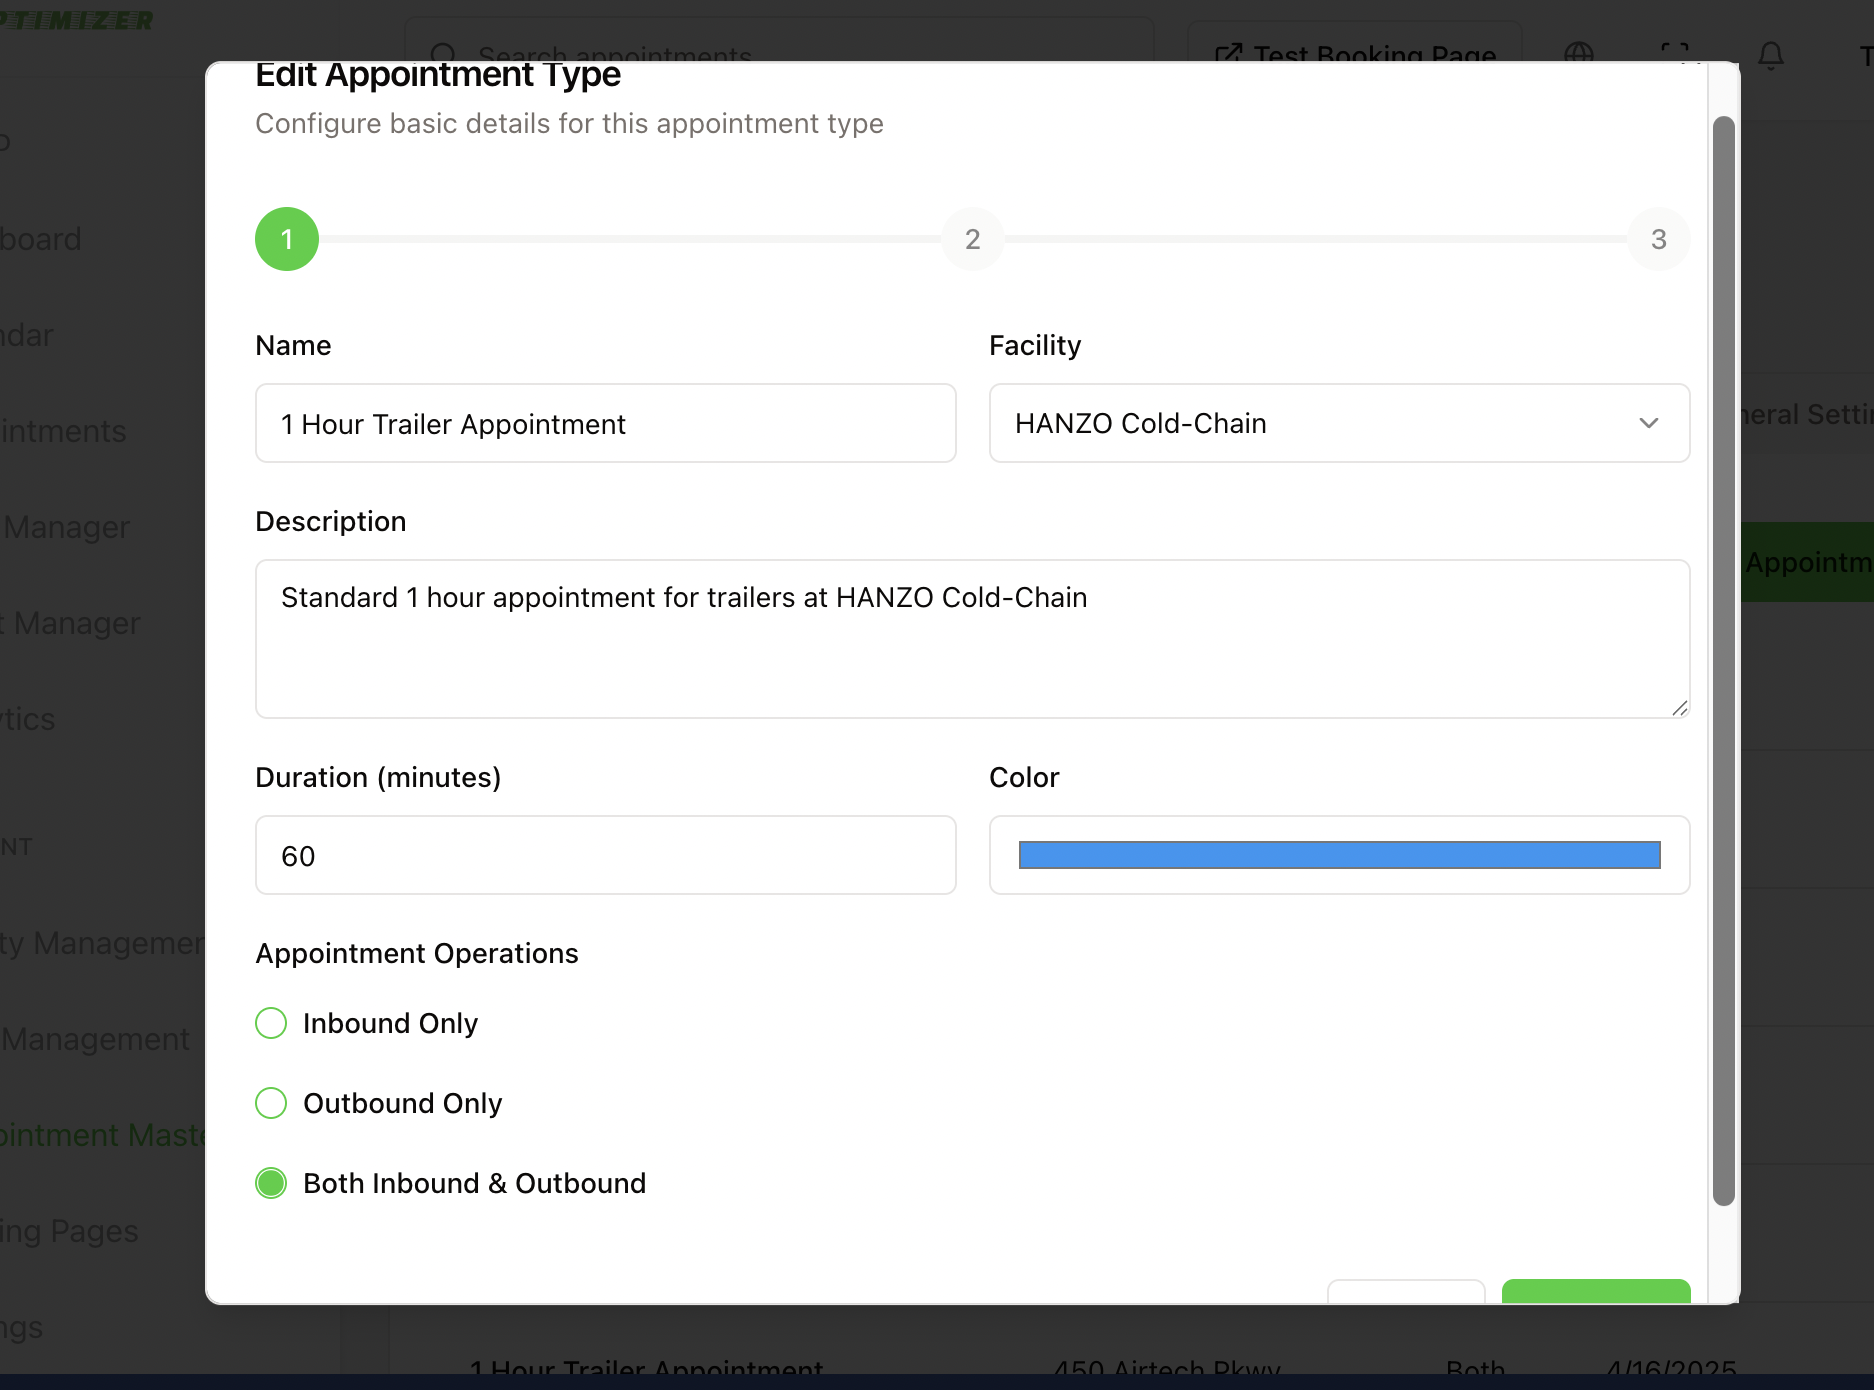 Search appointments
Test Booking Page
Edit Appointment Type
Configure basic details for this appointment type
1
2
3
board
ndar
intments
Manager
t Manager
tics
NT
ty Managemen
Management
ointment Maste
ing Pages
ngs
Name
Facility
1 Hour Trailer Appointment
HANZO Cold-Chain
Description
Standard 1 hour appointment for trailers at HANZO Cold-Chain
Duration (minutes)
Color
60
Appointment Operations
Inbound Only
Outbound Only
Both Inbound & Outbound
neral Settin
Appointm
1 Hour Trailer Appointment
450 Airtech Pkwy
Both
4/16/2025